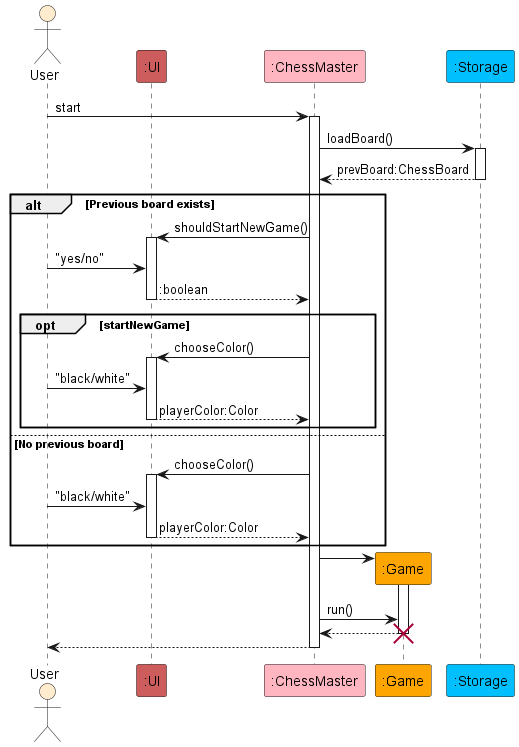 User
:UI
:ChessMaster
:Storage
start
loadBoard()
prevBoard:ChessBoard
alt
[Previous board exists]
shouldStartNewGame()
"yes/no"
:boolean
opt
[startNewGame]
chooseColor()
"black/white"
playerColor:Color
[No previous board]
chooseColor()
"black/white"
playerColor:Color
:Game
run()
User
:UI
:ChessMaster
:Game
:Storage